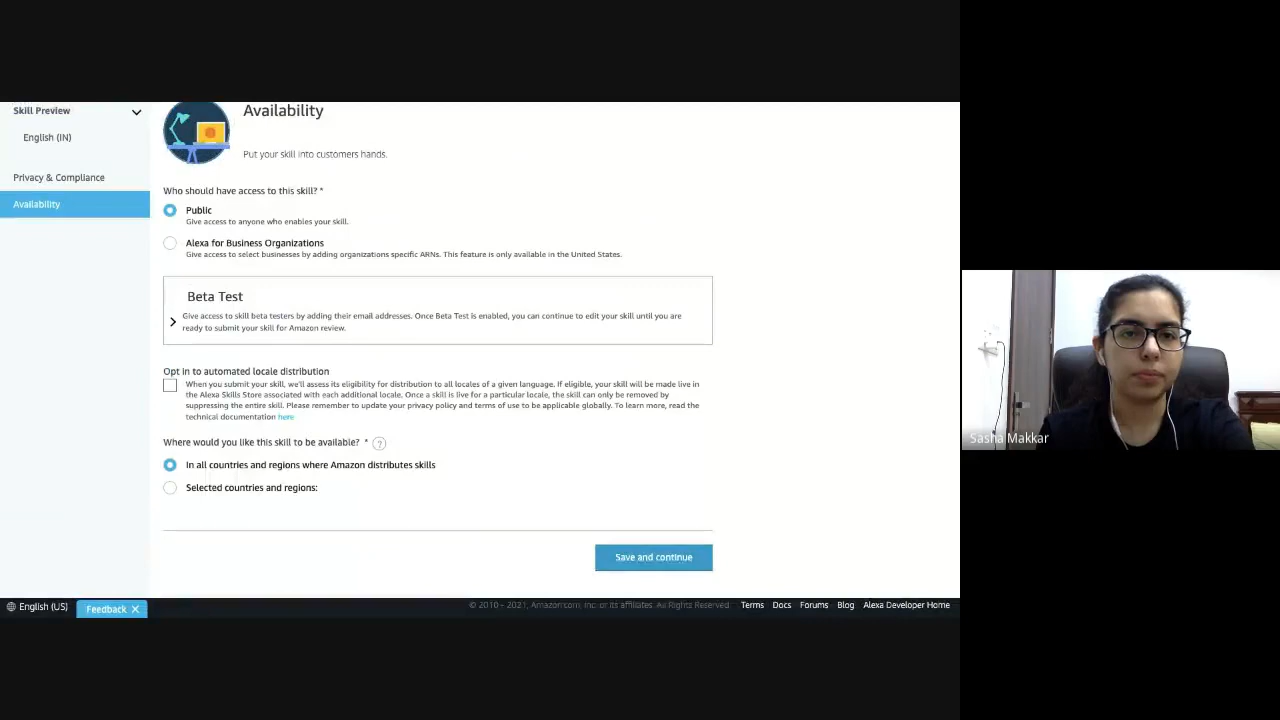 Skill Preview
English (IN)
Privacy & Compliance
Availability
Availability
Put your skill into customers hands.
Who should have access to this skill? *
Public
Give access to anyone who enables your skill.
Alexa for Business Organizations
Give access to select businesses by adding organizations specific ARNs. This feature is only available in the United States.
Beta Test
Give access to skill beta testers by adding their email addresses. Once Beta Test is enabled, you can continue to edit your skill until you are
ready to submit your skill for Amazon review.
Opt in to automated locale distribution
When you submit your skill, we'll assess its eligibility for distribution to all locales of a given language. If eligible, your skill will be made live in
the Alexa Skills Store associated with each additional locale. Once a skill is live for a particular locale, the skill can only be removed by
suppressing the entire skill. Please remember to update your privacy policy and terms of use to be applicable globally. To learn more, read the
technical documentation here
Where would you like this skill to be available? * ?
In all countries and regions where Amazon distributes skills
Selected countries and regions:
Save and continue
English (US)
Feedback
© 2010 - 2021, Amazon.com, Inc. or its affiliates. All Rights Reserved
Terms Docs Forums Blog Alexa Developer Home
Sasha Makkar